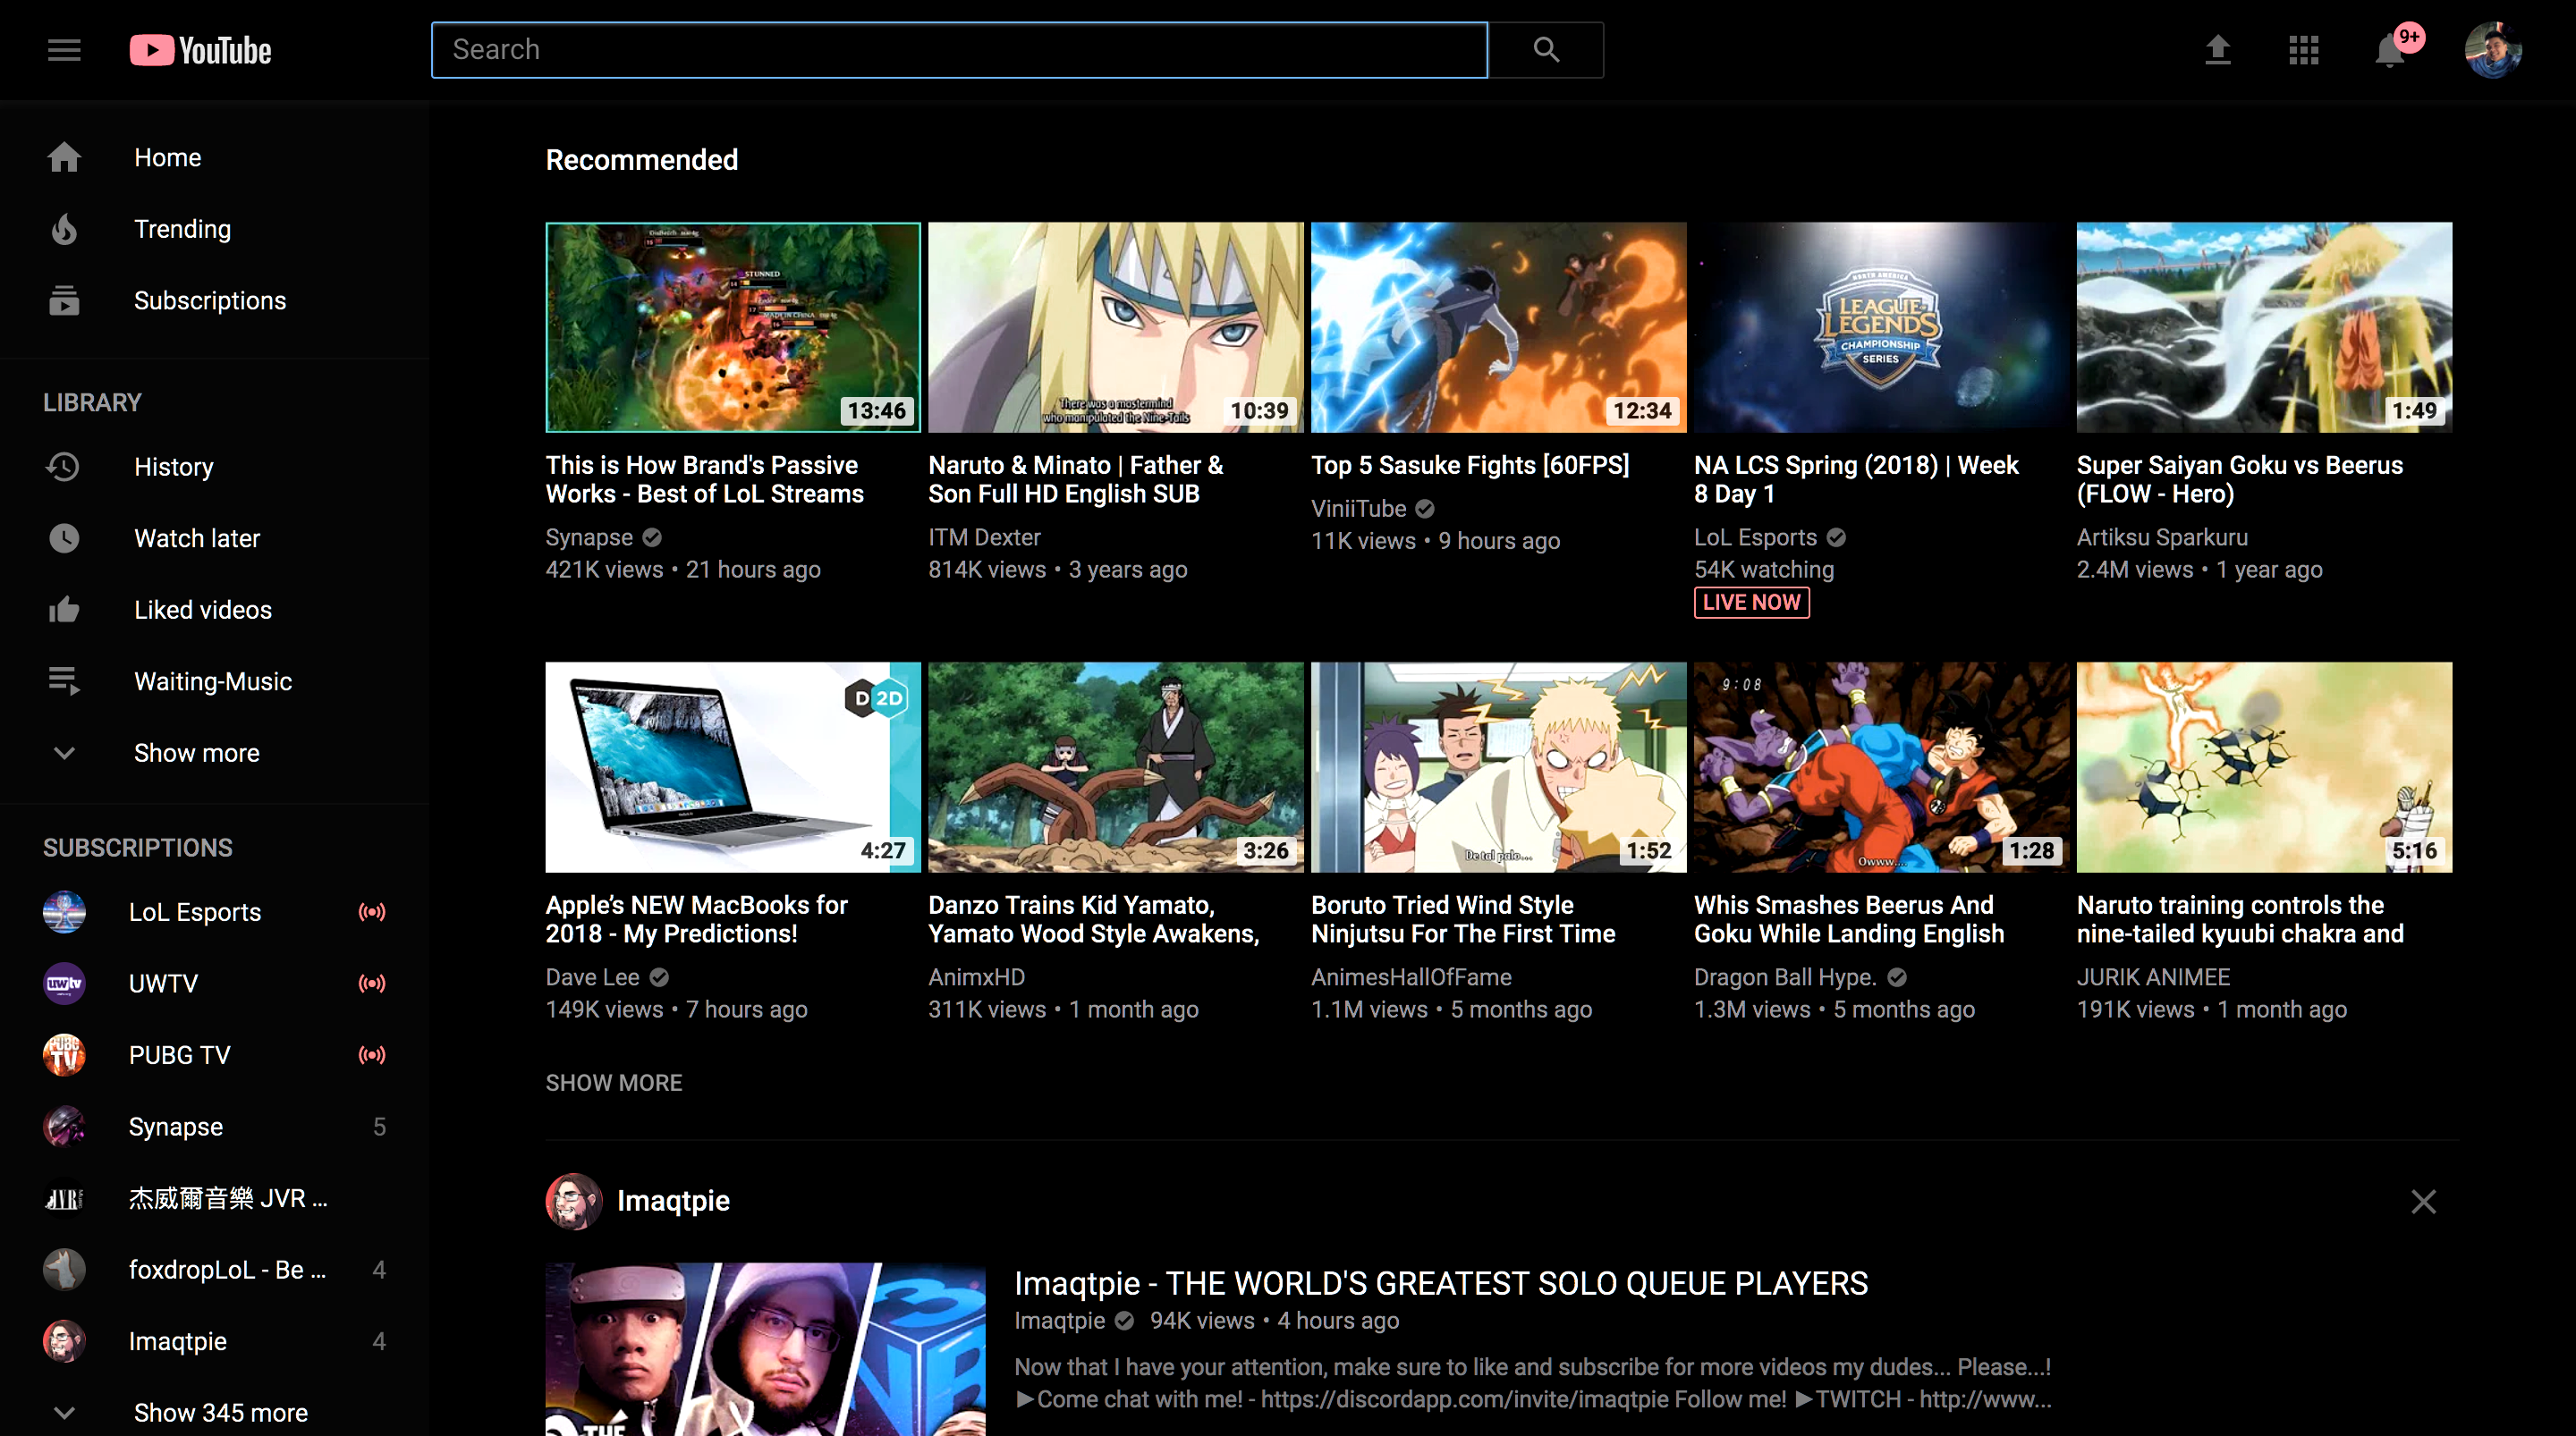 YouTube
Search
9+
Home
Trending
Subscriptions
LIBRARY
History
Watch later
Liked videos
Waiting-Music
Show more
SUBSCRIPTIONS
LoL Esports
UWTV
PUBG TV
Synapse 5
杰威爾音樂 JVR ...
foxdropLoL - Be ... 4
Imaqtpie 4
Show 345 more
Recommended
STUNNED
MADE IN CHINA
13:46
This is How Brand's Passive
Works - Best of LoL Streams
Synapse
421K views • 21 hours ago
There was a mastermind
who manipulated the Nine-Tails
10:39
Naruto & Minato | Father &
Son Full HD English SUB
ITM Dexter
814K views • 3 years ago
12:34
Top 5 Sasuke Fights [60FPS]
ViniiTube
11K views • 9 hours ago
NORTH AMERICA
LEAGUE
LEGENDS
CHAMPIONSHIP
SERIES
NA LCS Spring (2018) | Week
8 Day 1
LoL Esports
54K watching
LIVE NOW
1:49
Super Saiyan Goku vs Beerus
(FLOW - Hero)
Artiksu Sparkuru
2.4M views • 1 year ago
D 2D
4:27
Apple’s NEW MacBooks for
2018 - My Predictions!
Dave Lee
149K views • 7 hours ago
3:26
Danzo Trains Kid Yamato,
Yamato Wood Style Awakens,
AnimxHD
311K views • 1 month ago
De tal palo...
1:52
Boruto Tried Wind Style
Ninjutsu For The First Time
AnimesHallOfFame
1.1M views • 5 months ago
9:08
Owww...
1:28
Whis Smashes Beerus And
Goku While Landing English
Dragon Ball Hype.
1.3M views • 5 months ago
5:16
Naruto training controls the
nine-tailed kyuubi chakra and
JURIK ANIMEE
191K views • 1 month ago
SHOW MORE
Imaqtpie
THE
Imaqtpie - THE WORLD'S GREATEST SOLO QUEUE PLAYERS
Imaqtpie 94K views • 4 hours ago
Now that I have your attention, make sure to like and subscribe for more videos my dudes... Please...!
►Come chat with me! - https://discordapp.com/invite/imaqtpie Follow me! ►TWITCH - http://www...